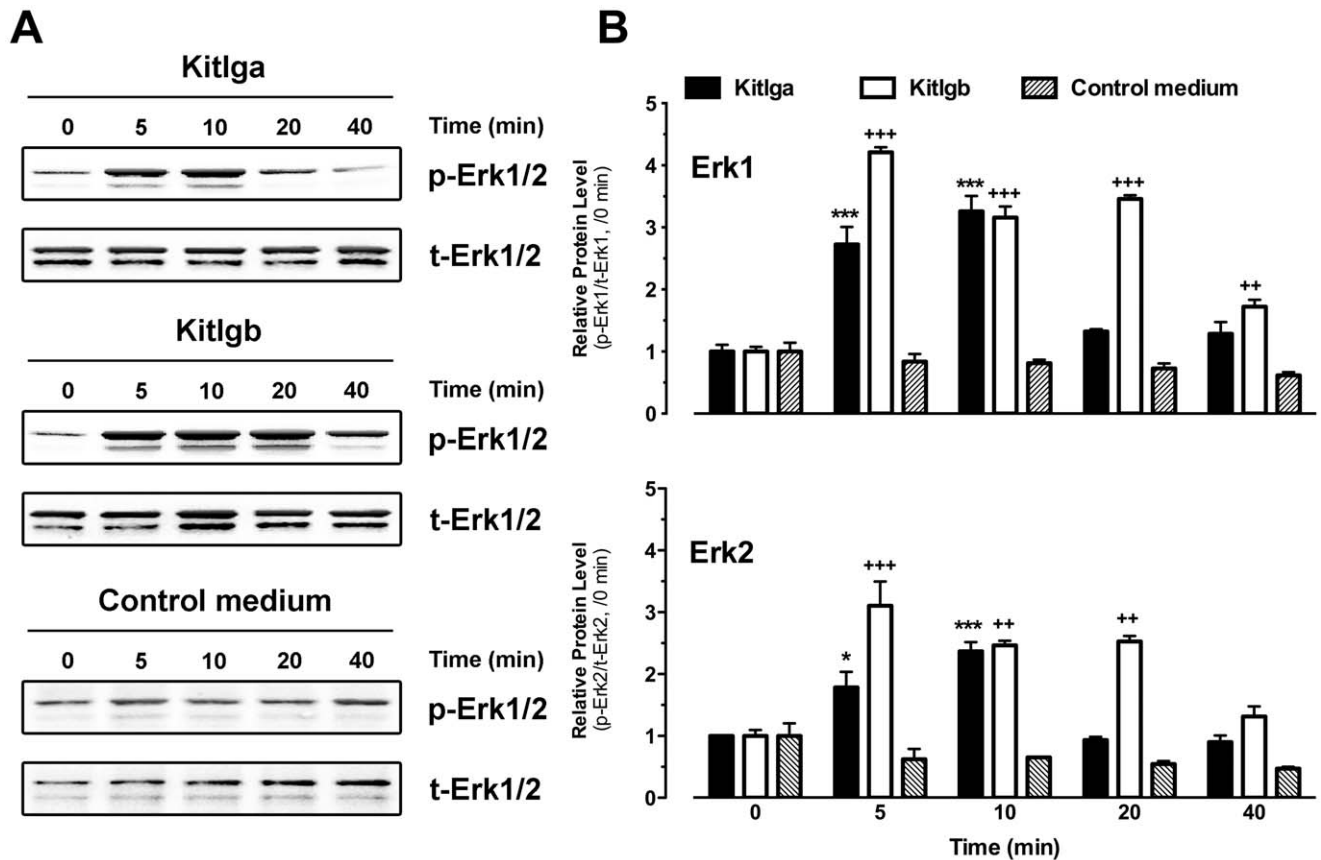 A
Kitlga
0 5 10 20 40 Time (min)
p-Erk1/2
t-Erk1/2
Kitlgb
0 5 10 20 40 Time (min)
p-Erk1/2
t-Erk1/2
Control medium
0 5 10 20 40 Time (min)
p-Erk1/2
t-Erk1/2
B
Kitlga Kitlgb Control medium
Erk1
Relative Protein Level
(p-Erk1/t-Erk1, /0 min)
5
4
3
2
1
0
*** +++
*** +++
+++
++
Erk2
Relative Protein Level
(p-Erk2/t-Erk2, /0 min)
5
4
3
2
1
0
* +++
*** ++
++
0 5 10 20 40
Time (min)